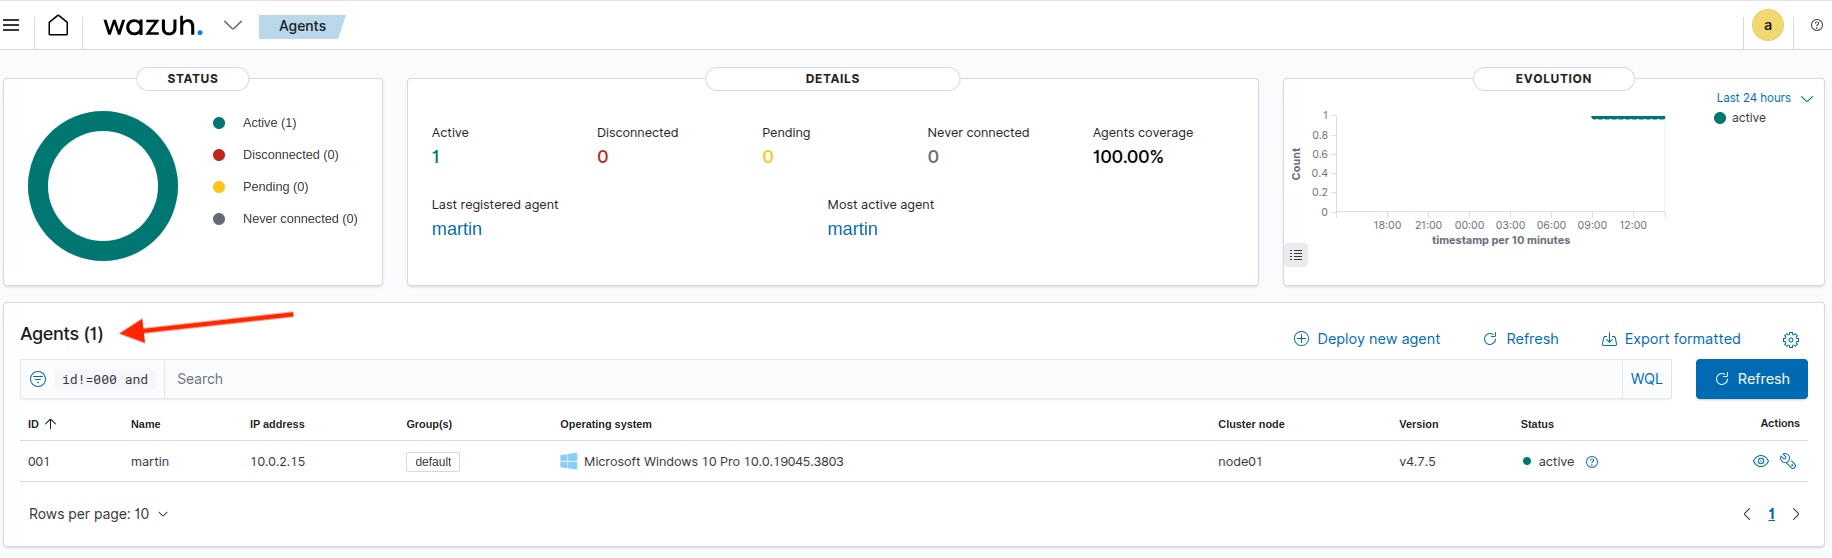 wazuh. Agents a
STATUS
Active (1)
Disconnected (0)
Pending (0)
Never connected (0)
DETAILS
Active Disconnected Pending Never connected Agents coverage
1 0 0 0 100.00%
Last registered agent Most active agent
martin martin
EVOLUTION
Last 24 hours
active
1
0.8
0.6
0.4
0.2
0
Count
18:00 21:00 00:00 03:00 06:00 09:00 12:00
timestamp per 10 minutes
Agents (1)
Deploy new agent Refresh Export formatted
id!=000 and Search WQL Refresh
ID Name IP address Group(s) Operating system Cluster node Version Status Actions
001 martin 10.0.2.15 default Microsoft Windows 10 Pro 10.0.19045.3803 node01 v4.7.5 active
Rows per page: 10 1